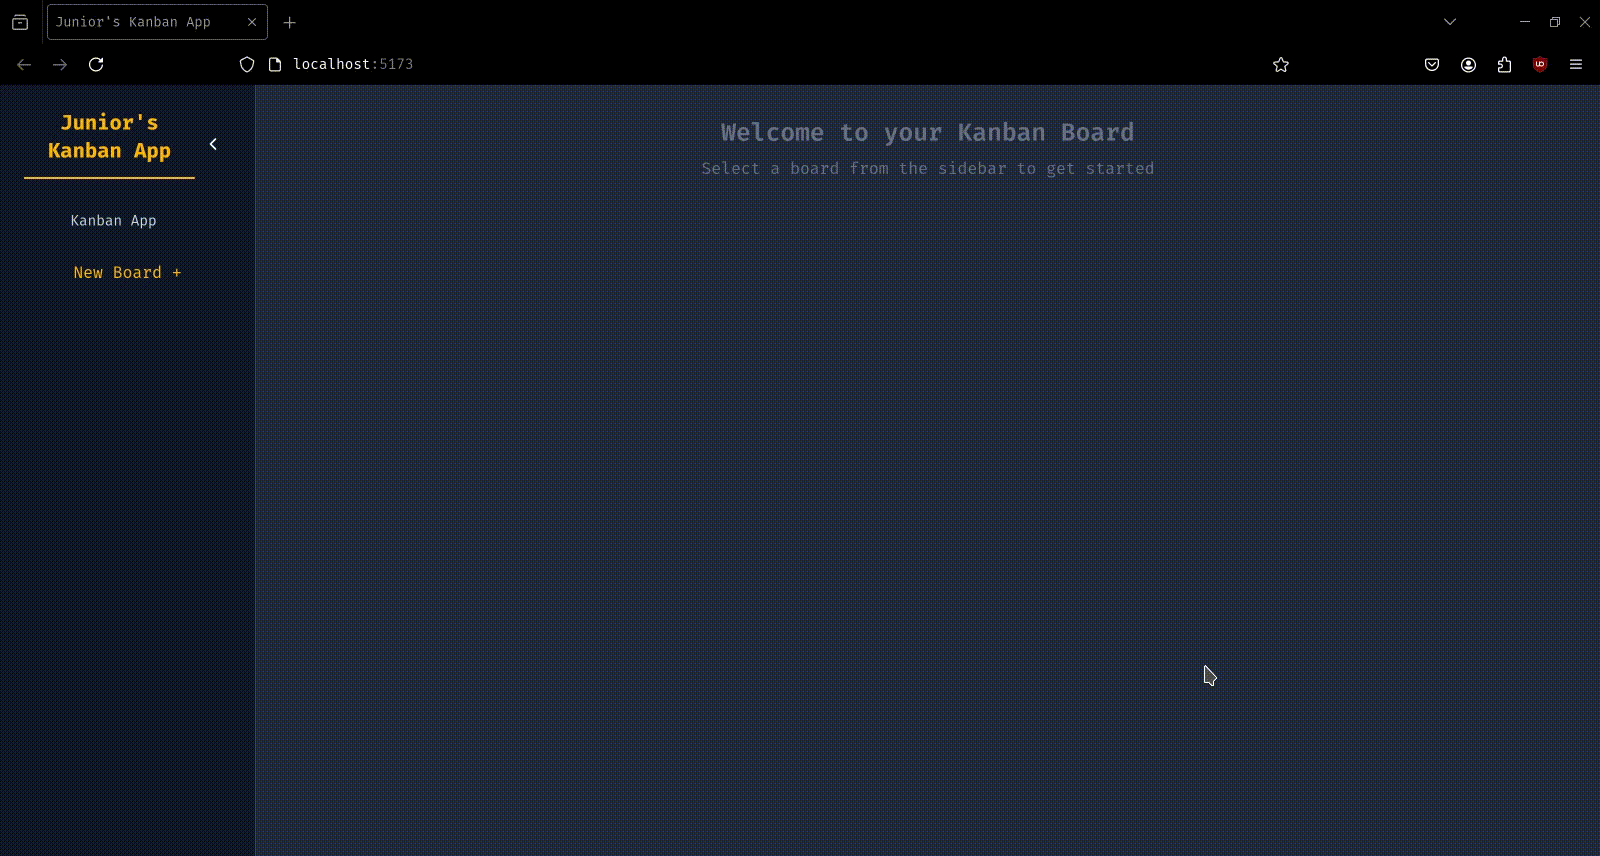 Junior's Kanban App
localhost:5173
Junior's
Kanban App
Kanban App
New Board +
Welcome to your Kanban Board
Select a board from the sidebar to get started